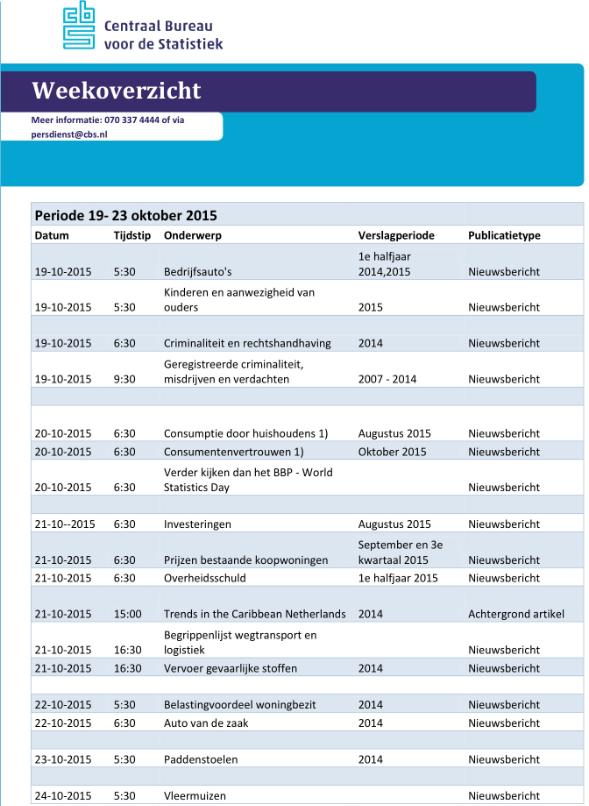 cbs
Centraal Bureau
voor de Statistiek
Weekoverzicht
Meer informatie: 070 337 4444 of via
persdienst@cbs.nl
Periode 19- 23 oktober 2015
Datum Tijdstip Onderwerp Verslagperiode Publicatietype
1e halfjaar
19-10-2015 5:30 Bedrijfsauto's 2014,2015 Nieuwsbericht
Kinderen en aanwezigheid van
19-10-2015 5:30 ouders 2015 Nieuwsbericht
19-10-2015 6:30 Criminaliteit en rechtshandhaving 2014 Nieuwsbericht
Geregistreerde criminaliteit,
19-10-2015 9:30 misdrijven en verdachten 2007 - 2014 Nieuwsbericht
20-10-2015 6:30 Consumptie door huishoudens 1) Augustus 2015 Nieuwsbericht
20-10-2015 6:30 Consumentenvertrouwen 1) Oktober 2015 Nieuwsbericht
Verder kijken dan het BBP - World
20-10-2015 6:30 Statistics Day Nieuwsbericht
21-10--2015 6:30 Investeringen Augustus 2015 Nieuwsbericht
September en 3e
21-10-2015 6:30 Prijzen bestaande koopwoningen kwartaal 2015 Nieuwsbericht
21-10-2015 6:30 Overheidsschuld 1e halfjaar 2015 Nieuwsbericht
21-10-2015 15:00 Trends in the Caribbean Netherlands 2014 Achtergrond artikel
Begrippenlijst wegtransport en
21-10-2015 16:30 logistiek Nieuwsbericht
21-10-2015 16:30 Vervoer gevaarlijke stoffen 2014 Nieuwsbericht
22-10-2015 5:30 Belastingvoordeel woningbezit 2014 Nieuwsbericht
22-10-2015 6:30 Auto van de zaak 2014 Nieuwsbericht
23-10-2015 5:30 Paddenstoelen 2014 Nieuwsbericht
24-10-2015 5:30 Vleermuizen Nieuwsbericht